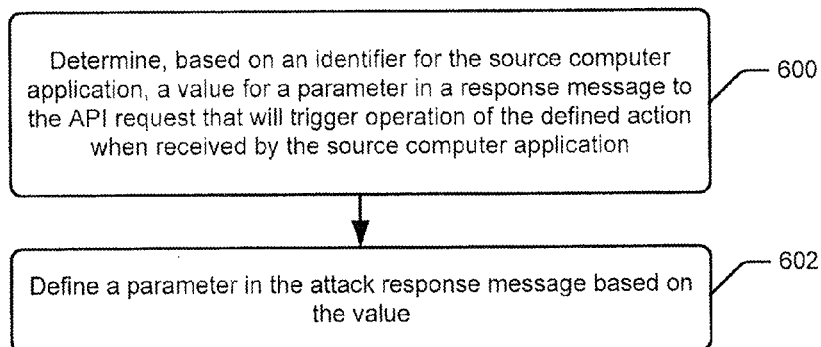 Determine, based on an identifier for the source computer
application, a value for a parameter in a response message to
the API request that will trigger operation of the defined action
when received by the source computer application
600
Define a parameter in the attack response message based on
the value
602